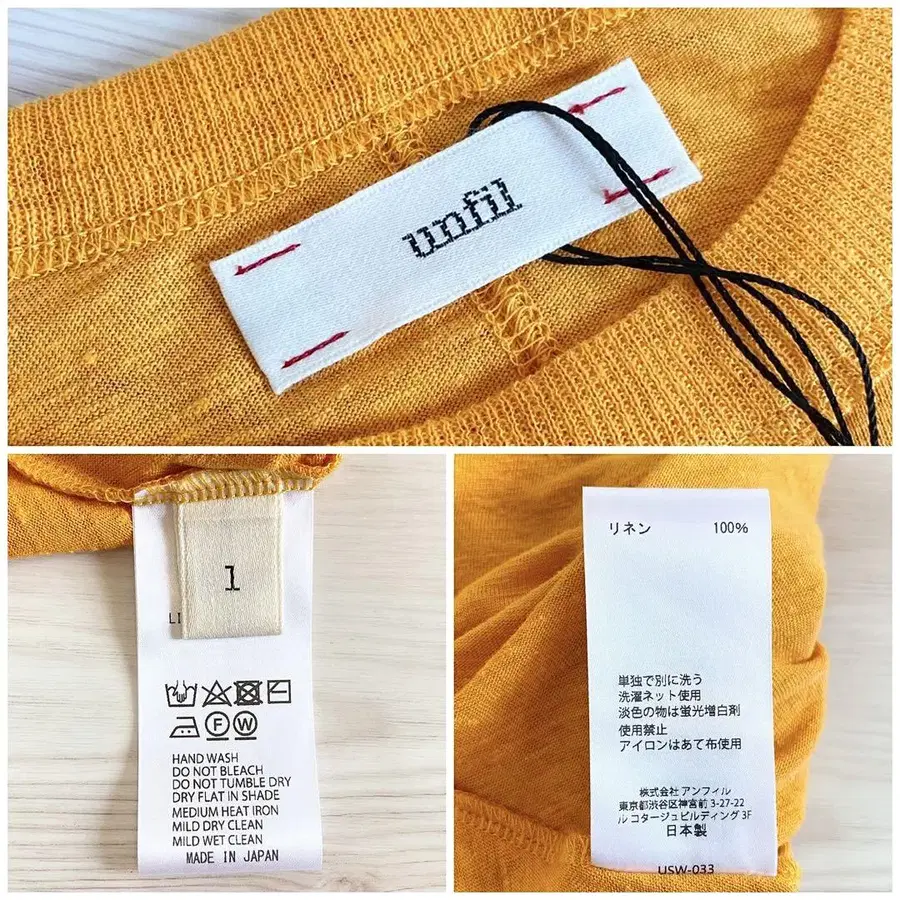 unfil
1
LI
F W
HAND WASH
DO NOT BLEACH
DO NOT TUMBLE DRY
DRY FLAT IN SHADE
MEDIUM HEAT IRON
MILD DRY CLEAN
MILD WET CLEAN
MADE IN JAPAN
リネン 100%
単独で別に洗う
洗濯ネット使用
淡色の物は蛍光増白剤
使用禁止
アイロンはあて布使用
株式会社 アンフィル
東京都渋谷区神宮前 3-27-22
ル コタージュビルディング 3F
日本製
USW-033